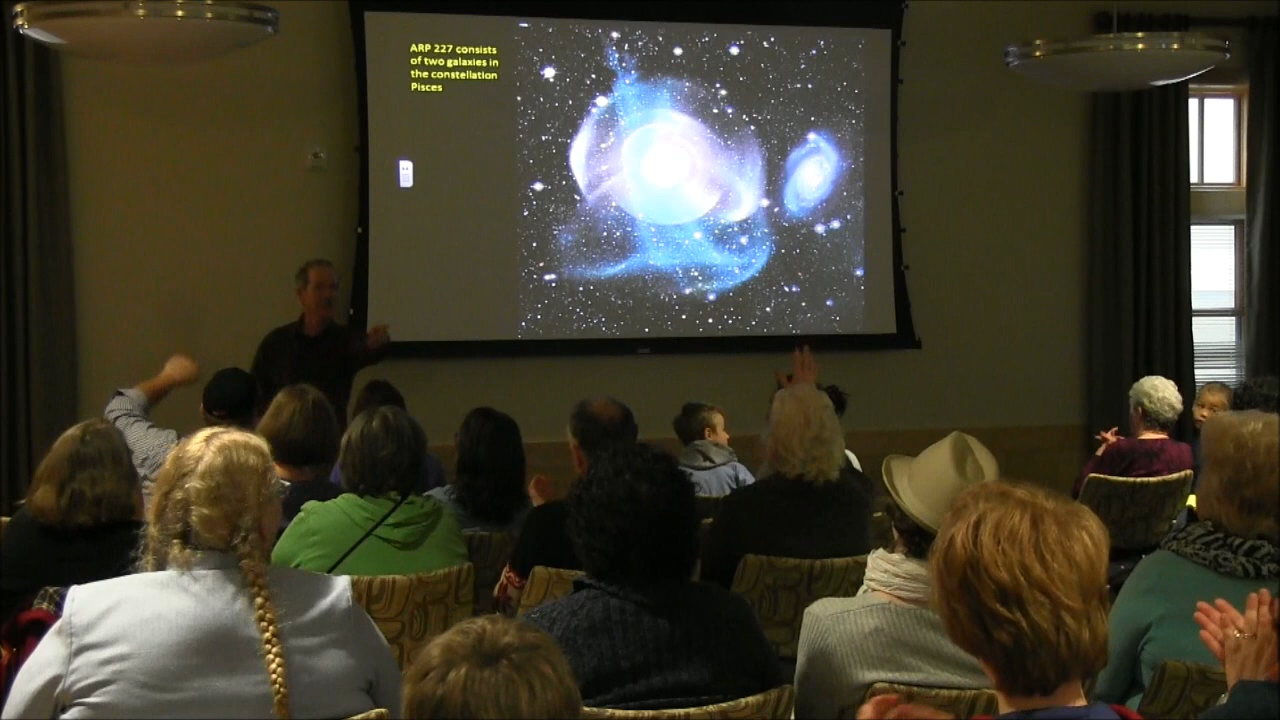 ARP 227 consists
of two galaxies in
the constellation
Pisces